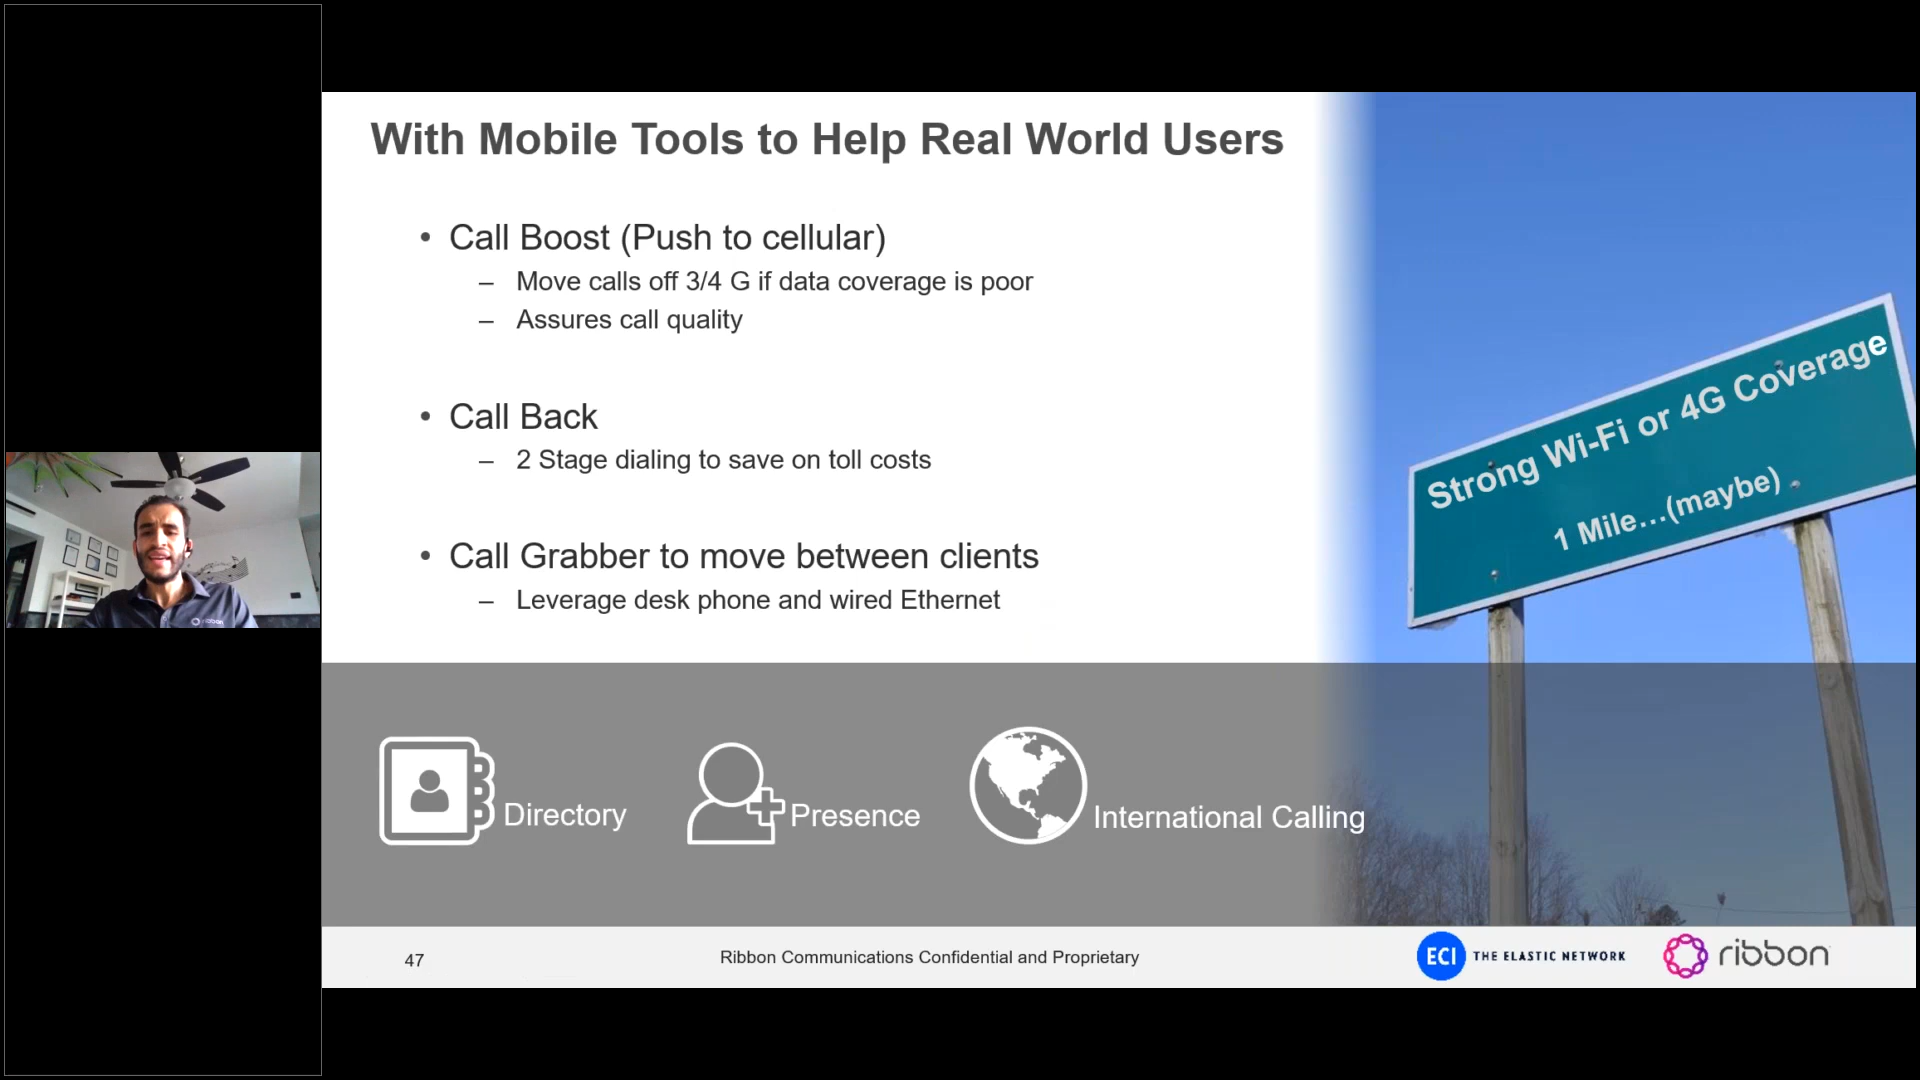 With Mobile Tools to Help Real World Users
• Call Boost (Push to cellular)
– Move calls off 3/4 G if data coverage is poor
– Assures call quality
• Call Back
– 2 Stage dialing to save on toll costs
• Call Grabber to move between clients
– Leverage desk phone and wired Ethernet
Strong Wi-Fi or 4G Coverage
1 Mile...(maybe)
Directory
Presence
International Calling
47
Ribbon Communications Confidential and Proprietary
ECI THE ELASTIC NETWORK
ribbon
ribbon